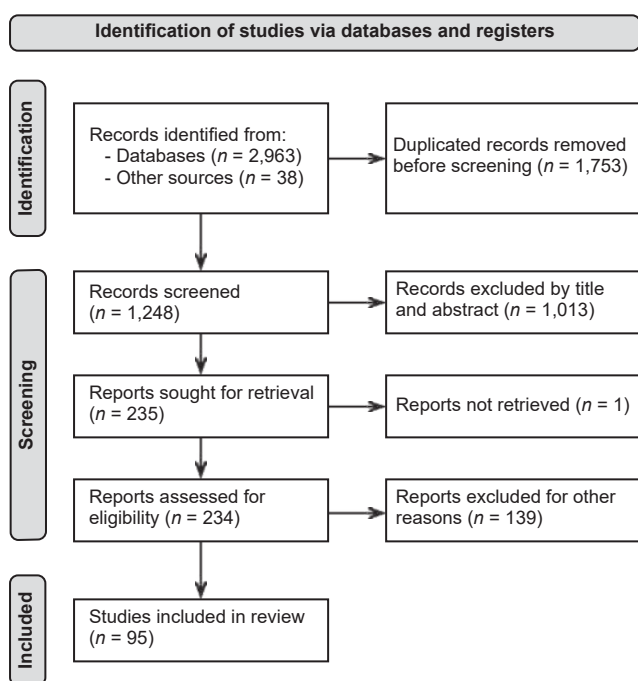 Identification of studies via databases and registers
Identification
Records identified from:
- Databases (n = 2,963)
- Other sources (n = 38)
Duplicated records removed
before screening (n = 1,753)
Screening
Records screened
(n = 1,248)
Records excluded by title
and abstract (n = 1,013)
Reports sought for retrieval
(n = 235)
Reports not retrieved (n = 1)
Reports assessed for
eligibility (n = 234)
Reports excluded for other
reasons (n = 139)
Included
Studies included in review
(n = 95)